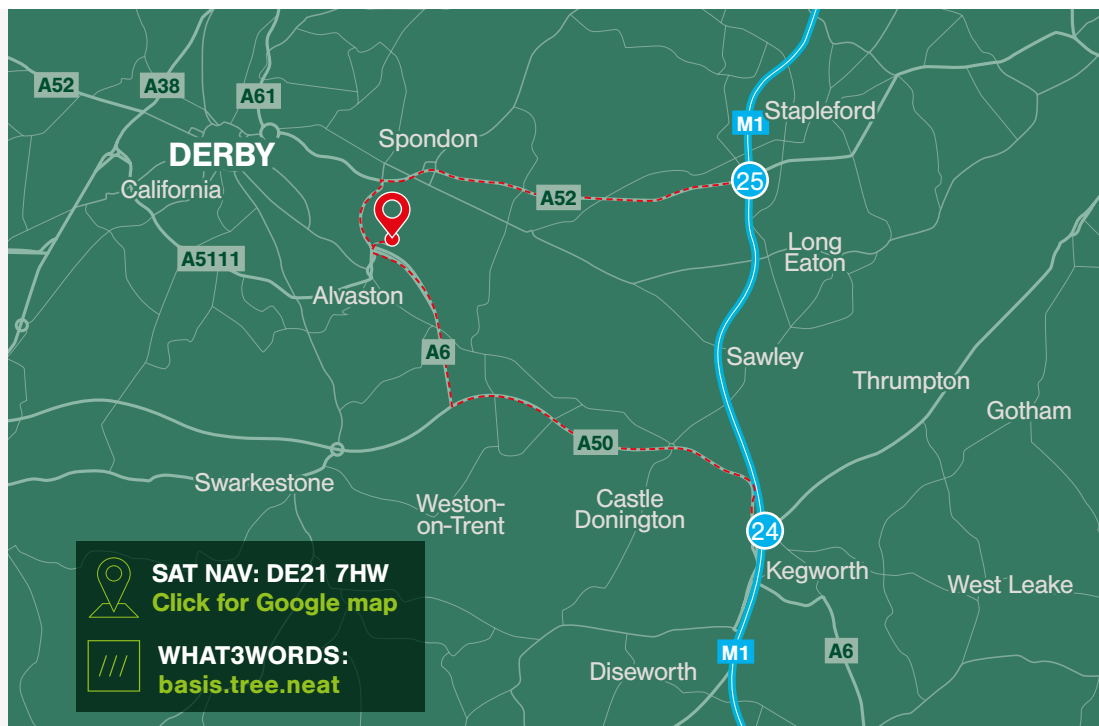 Stapleford
M1
A52
A38
A61
Spondon
DERBY
California
25
A52
Long
Eaton
A5111
Alvaston
A6
Sawley
Thrumpton
Gotham
A50
Swarkestone
Weston-
on-Trent
Castle
Donington
24
Kegworth
West Leake
SAT NAV: DE21 7HW
Click for Google map
WHAT3WORDS:
basis.tree.neat
M1
A6
Diseworth